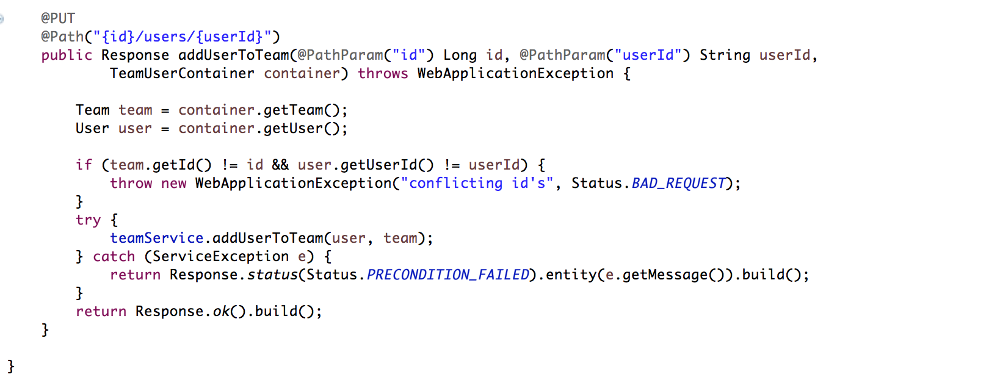 @PUT
@Path("{id}/users/{userId}")
public Response addUserToTeam(@PathParam("id") Long id, @PathParam("userId") String userId,
TeamUserContainer container) throws WebApplicationException {
Team team = container.getTeam();
User user = container.getUser();
if (team.getId() != id && user.getUserId() != userId) {
throw new WebApplicationException("conflicting id's", Status.BAD_REQUEST);
}
try {
teamService.addUserToTeam(user, team);
} catch (ServiceException e) {
return Response.status(Status.PRECONDITION_FAILED).entity(e.getMessage()).build();
}
return Response.ok().build();
}
}